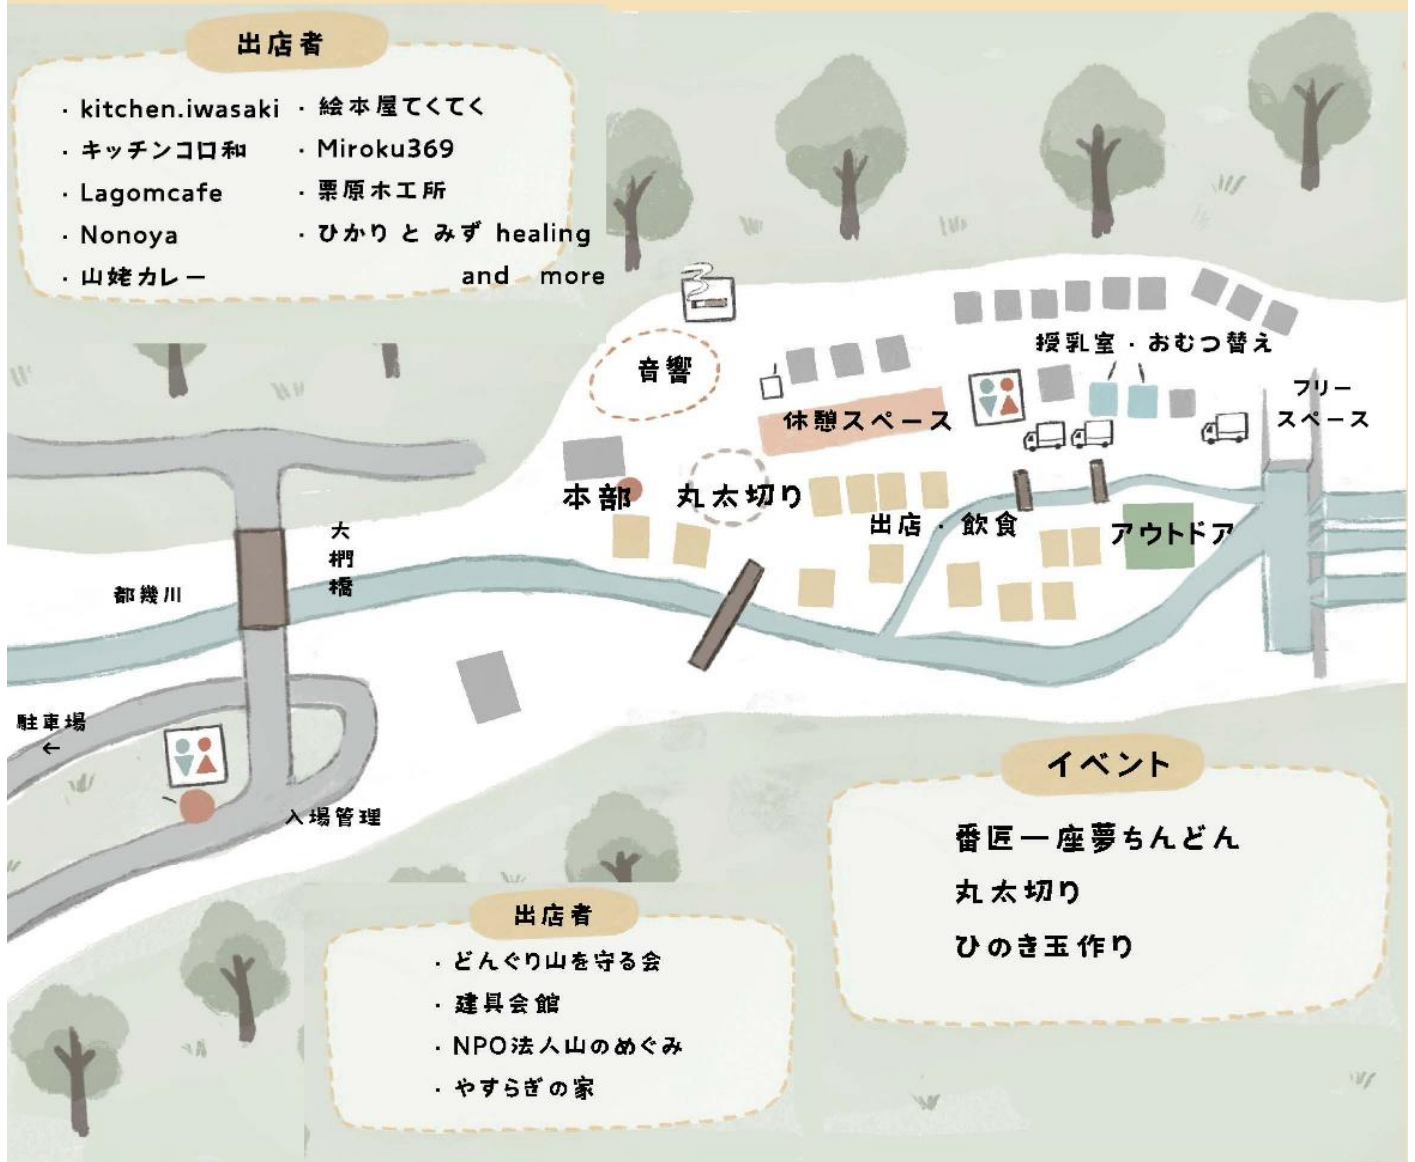 出店者
· kitchen.iwasaki
· キッチンコロ和
· Lagomcafe
· Nonoya
· 山姥カレー
· 絵本屋てくてく
· Miroku369
· 栗原木工所
· ひかり と みず healing
and more
音響
授乳室・おむつ替え
フリー
スペース
休憩スペース
本部
丸太切り
出店・飲食
アウトドア
大椚橋
都幾川
駐車場
←
入場管理
イベント
番匠一座夢ちんどん
丸太切り
ひのき玉作り
出店者
· どんぐり山を守る会
· 建具会館
· NPO法人山のめぐみ
· やすらぎの家